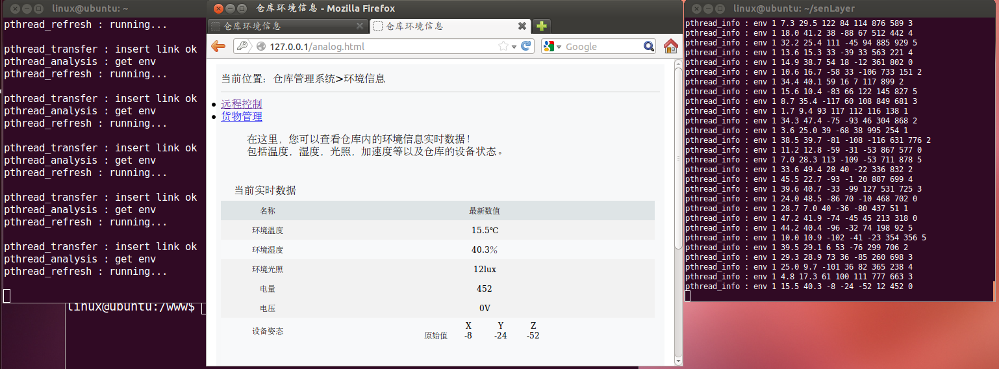 linux@ubuntu: ~
pthread_refresh : running...
pthread_transfer : insert link ok
pthread_analysis : get env
pthread_refresh : running...
pthread_transfer : insert link ok
pthread_analysis : get env
pthread_refresh : running...
pthread_transfer : insert link ok
pthread_analysis : get env
pthread_refresh : running...
pthread_transfer : insert link ok
pthread_analysis : get env
pthread_refresh : running...
pthread_transfer : insert link ok
pthread_analysis : get env
pthread_refresh : running...
linux@ubuntu:/www$
仓库环境信息 - Mozilla Firefox
仓库环境信息
仓库环境信息
127.0.0.1/analog.html
Google
当前位置：仓库管理系统>环境信息
远程控制
货物管理
在这里，您可以查看仓库内的环境信息实时数据！
包括温度，湿度，光照，加速度等以及仓库的设备状态。
当前实时数据
名称 最新数值
环境温度 15.5℃
环境湿度 40.3%
环境光照 12lux
电量 452
电压 0V
设备姿态
X Y Z
原始值 -8 -24 -52
linux@ubuntu: ~/senLayer
pthread_info : env 1 7.3 29.5 122 84 114 876 589 3
pthread_info : env 1 18.0 41.2 38 -88 67 512 442 4
pthread_info : env 1 32.2 25.4 111 -45 94 885 929 5
pthread_info : env 1 13.6 15.3 33 -39 33 563 221 4
pthread_info : env 1 14.9 38.7 54 18 -12 361 802 0
pthread_info : env 1 10.6 16.7 -58 33 -106 733 151 2
pthread_info : env 1 34.4 40.1 59 16 7 117 899 2
pthread_info : env 1 15.6 10.4 -83 66 122 145 827 5
pthread_info : env 1 8.7 35.4 -117 60 108 849 681 3
pthread_info : env 1 1.7 9.4 93 117 112 116 138 1
pthread_info : env 1 34.3 47.4 -75 -93 46 304 868 2
pthread_info : env 1 3.6 25.0 39 -68 38 995 254 1
pthread_info : env 1 38.5 39.7 -81 -108 -116 631 776 2
pthread_info : env 1 11.2 12.8 -59 -31 -53 867 577 0
pthread_info : env 1 7.0 28.3 113 -109 -53 711 878 5
pthread_info : env 1 33.6 49.4 28 40 -22 336 832 2
pthread_info : env 1 45.5 22.7 -93 -1 20 887 699 4
pthread_info : env 1 39.6 40.7 -33 -99 127 531 725 3
pthread_info : env 1 24.0 48.5 -86 70 -10 468 702 0
pthread_info : env 1 28.7 7.0 40 -36 -80 437 51 1
pthread_info : env 1 47.2 41.9 -74 -45 45 213 318 0
pthread_info : env 1 44.2 40.4 -96 -32 74 198 92 5
pthread_info : env 1 10.0 10.9 -102 -41 -23 354 356 5
pthread_info : env 1 39.5 29.1 6 53 -76 299 706 2
pthread_info : env 1 29.3 28.9 73 36 -85 260 698 3
pthread_info : env 1 25.0 9.7 -101 36 82 365 238 4
pthread_info : env 1 4.8 17.3 61 100 111 777 663 3
pthread_info : env 1 15.5 40.3 -8 -24 -52 12 452 0